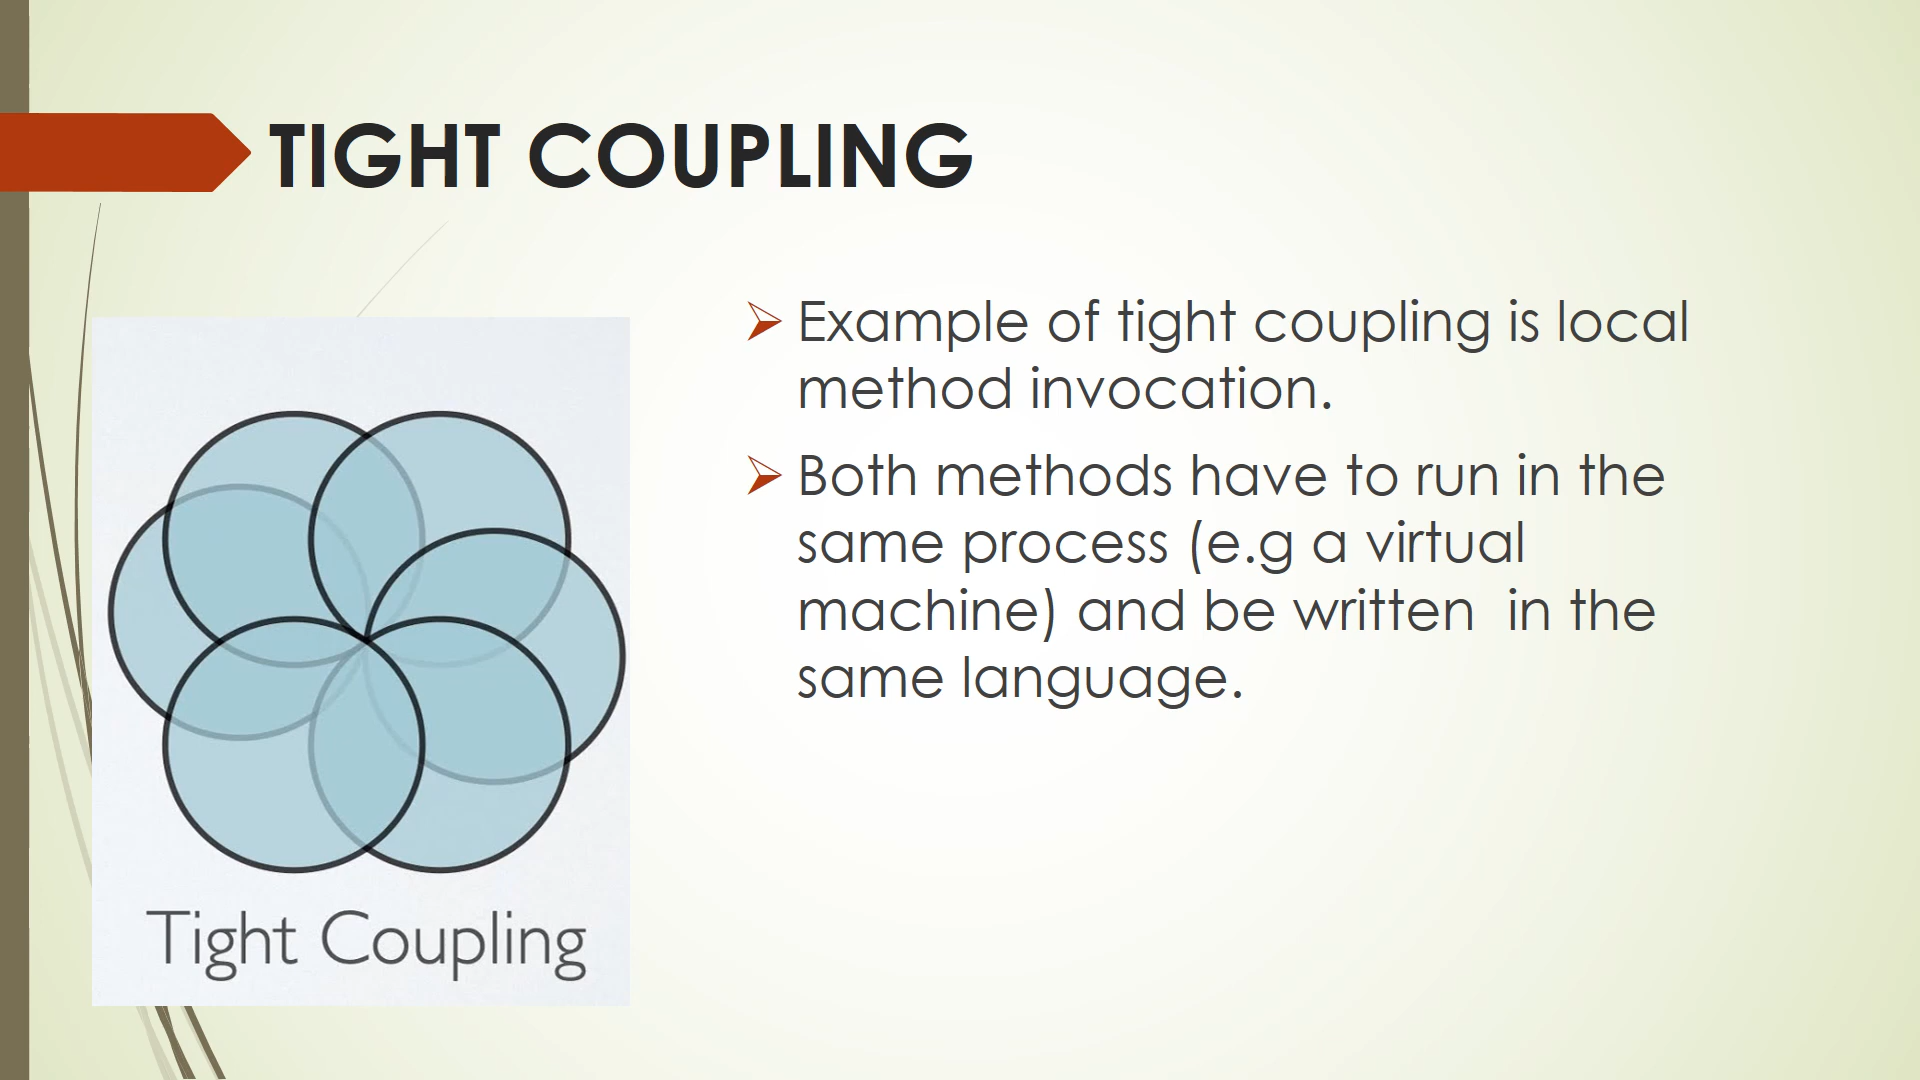 TIGHT COUPLING
Example of tight coupling is local
method invocation.
Both methods have to run in the
same process (e.g a virtual
machine) and be written  in the
same language.
Tight Coupling